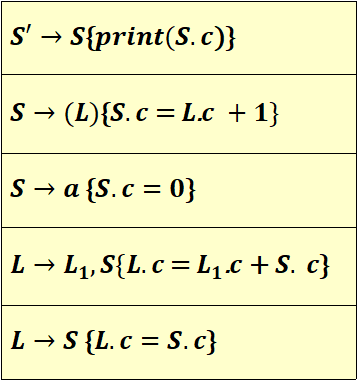 S′ → S{print(S. c)}
S → (L){S. c = L.c + 1}
S → a {S. c = 0}
L → L₁, S{L. c = L₁.c + S. c}
L → S {L. c = S. c}